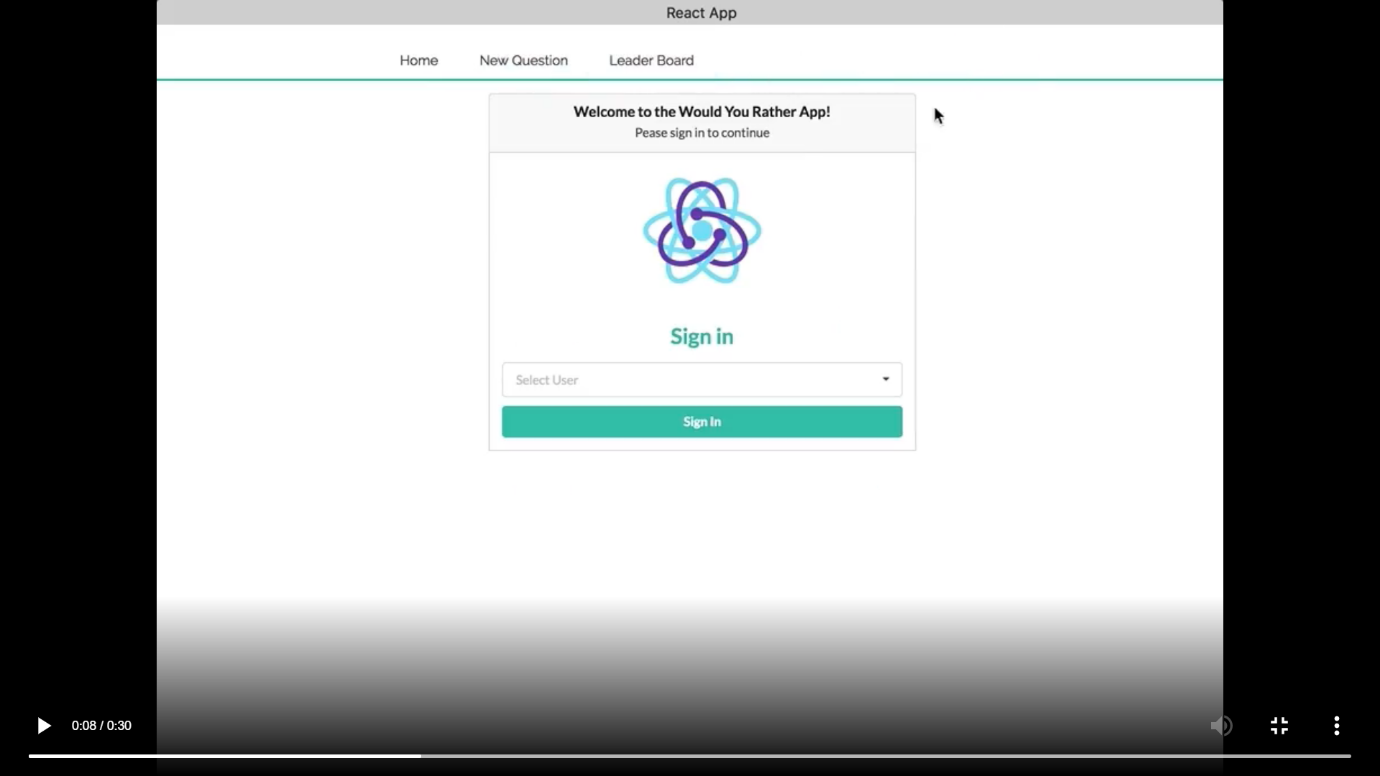 React App
Home New Question Leader Board
Welcome to the Would You Rather App!
Pease sign in to continue
Sign in
Select User
Sign In
0:08 / 0:30